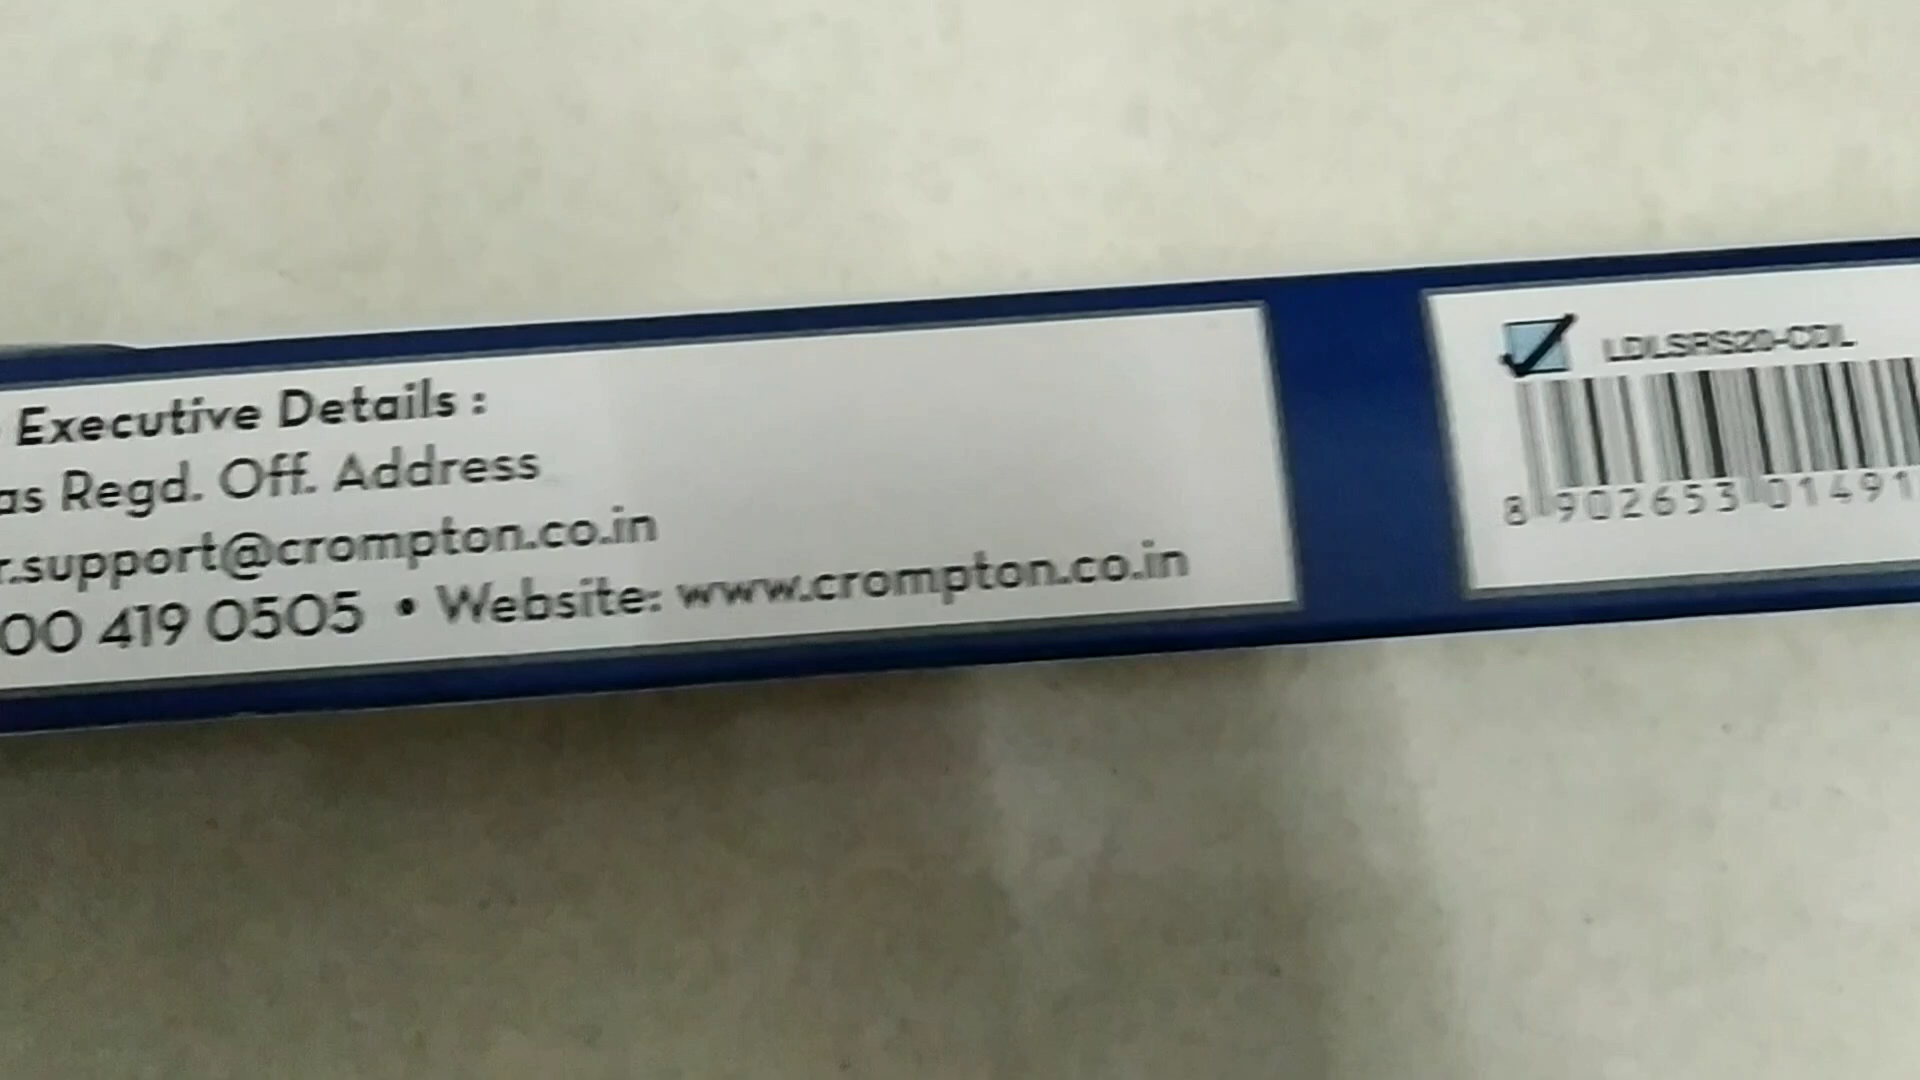 Executive Details :
as Regd. Off. Address
r.support@crompton.co.in
00 419 0505 • Website: www.crompton.co.in
LDLSRS20-CDL
8 902653 01491